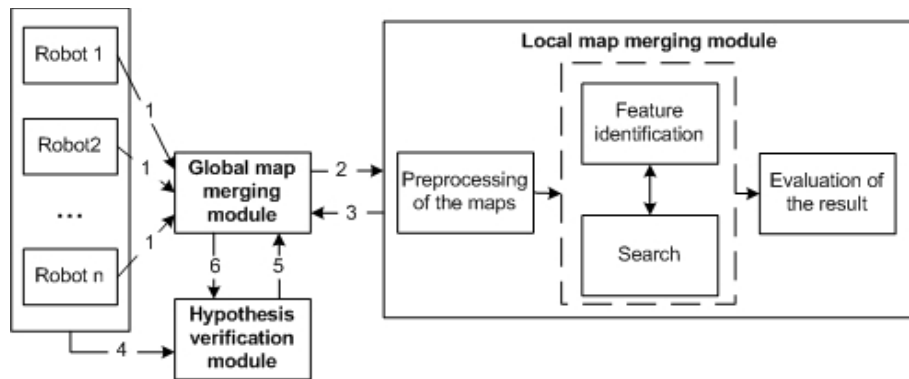 Robot 1
Robot2
...
Robot n
1
1
1
Global map
merging
module
2
3
6
5
4
Hypothesis
verification
module
Local map merging module
Preprocessing
of the maps
Feature
identification
Search
Evaluation of
the result